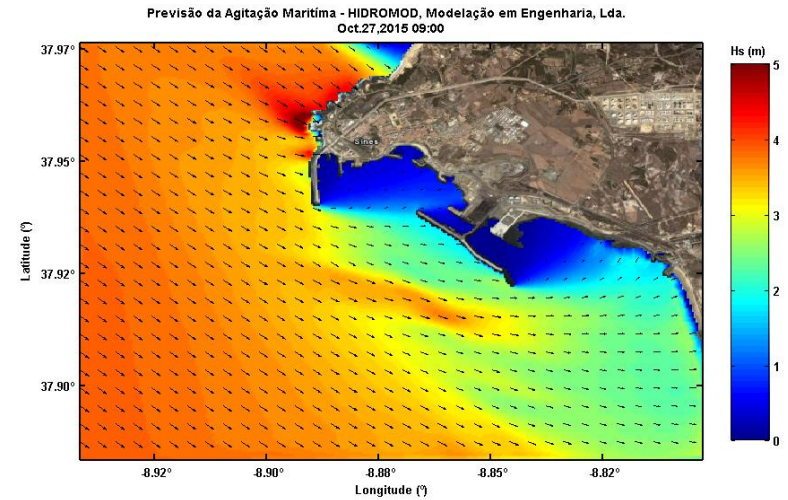 Previsão da Agitação Maritíma - HIDROMOD, Modelação em Engenharia, Lda.
Oct.27,2015 09:00
Hs (m)
5
4
3
2
1
0
37.97°
37.95°
37.92°
37.90°
Latitude (º)
Sines
-8.92°
-8.90°
-8.88°
-8.85°
-8.82°
Longitude (º)